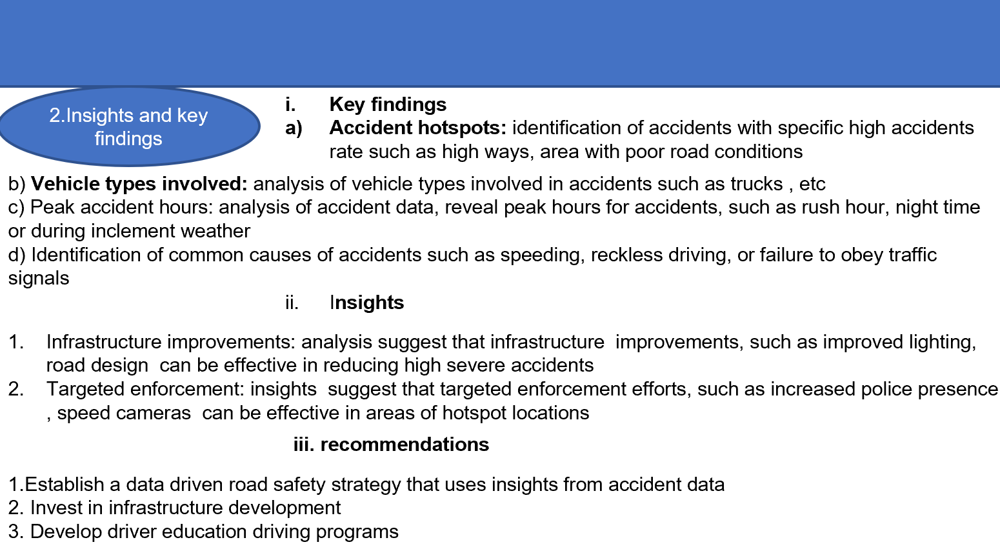 2.Insights and key
findings
i. Key findings
a) Accident hotspots: identification of accidents with specific high accidents
rate such as high ways, area with poor road conditions
b) Vehicle types involved: analysis of vehicle types involved in accidents such as trucks , etc
c) Peak accident hours: analysis of accident data, reveal peak hours for accidents, such as rush hour, night time
or during inclement weather
d) Identification of common causes of accidents such as speeding, reckless driving, or failure to obey traffic
signals
ii. Insights
1. Infrastructure improvements: analysis suggest that infrastructure  improvements, such as improved lighting,
road design  can be effective in reducing high severe accidents
2. Targeted enforcement: insights  suggest that targeted enforcement efforts, such as increased police presence
, speed cameras  can be effective in areas of hotspot locations
iii. recommendations
1.Establish a data driven road safety strategy that uses insights from accident data
2. Invest in infrastructure development
3. Develop driver education driving programs